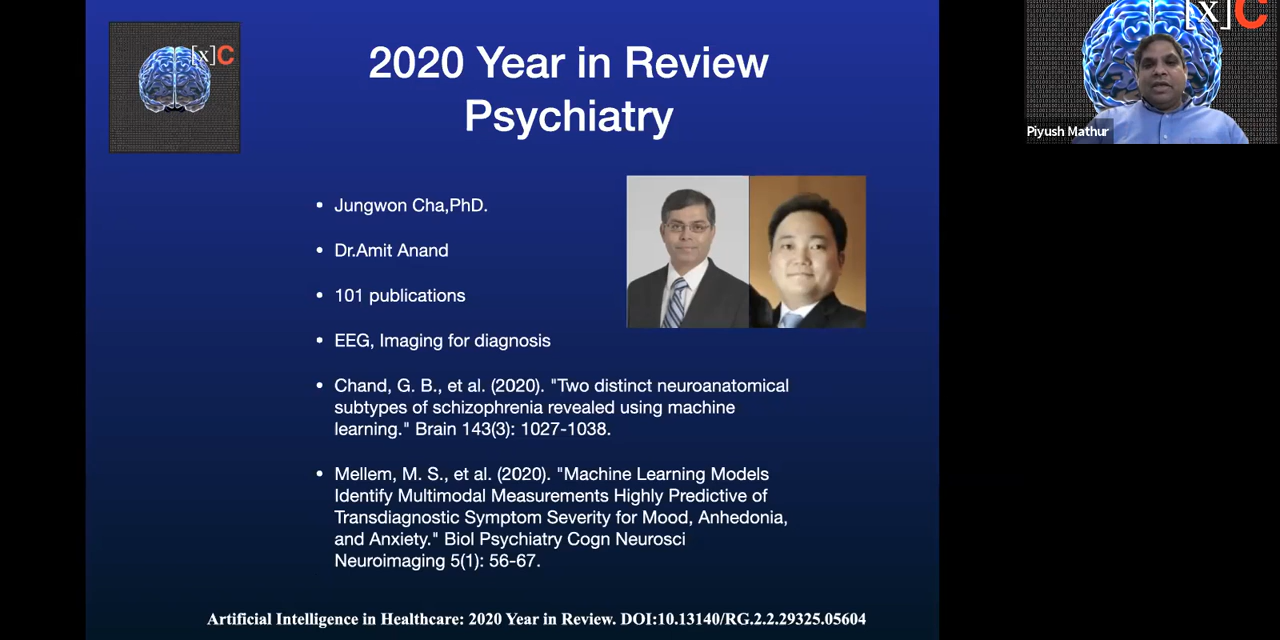 [x]C
2020 Year in Review
Psychiatry
[x]C
Piyush Mathur
• Jungwon Cha,PhD.
• Dr.Amit Anand
• 101 publications
• EEG, Imaging for diagnosis
• Chand, G. B., et al. (2020). "Two distinct neuroanatomical
subtypes of schizophrenia revealed using machine
learning." Brain 143(3): 1027-1038.
• Mellem, M. S., et al. (2020). "Machine Learning Models
Identify Multimodal Measurements Highly Predictive of
Transdiagnostic Symptom Severity for Mood, Anhedonia,
and Anxiety." Biol Psychiatry Cogn Neurosci
Neuroimaging 5(1): 56-67.
Artificial Intelligence in Healthcare: 2020 Year in Review. DOI:10.13140/RG.2.2.29325.05604